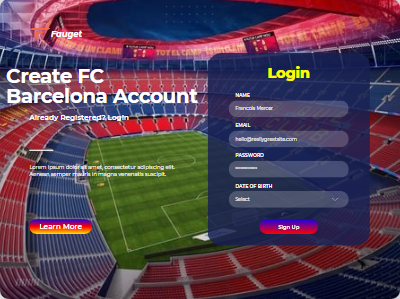 Fauget
Create FC
Barcelona Account
Already Registered? Login
Lorem ipsum dolor sit amet, consectetur adipiscing elit.
Aenean semper mauris in magna venenatis suscipit.
Learn More
Login
NAME
Francois Mercer
EMAIL
hello@reallygreatsite.com
PASSWORD
DATE OF BIRTH
Select
Sign Up